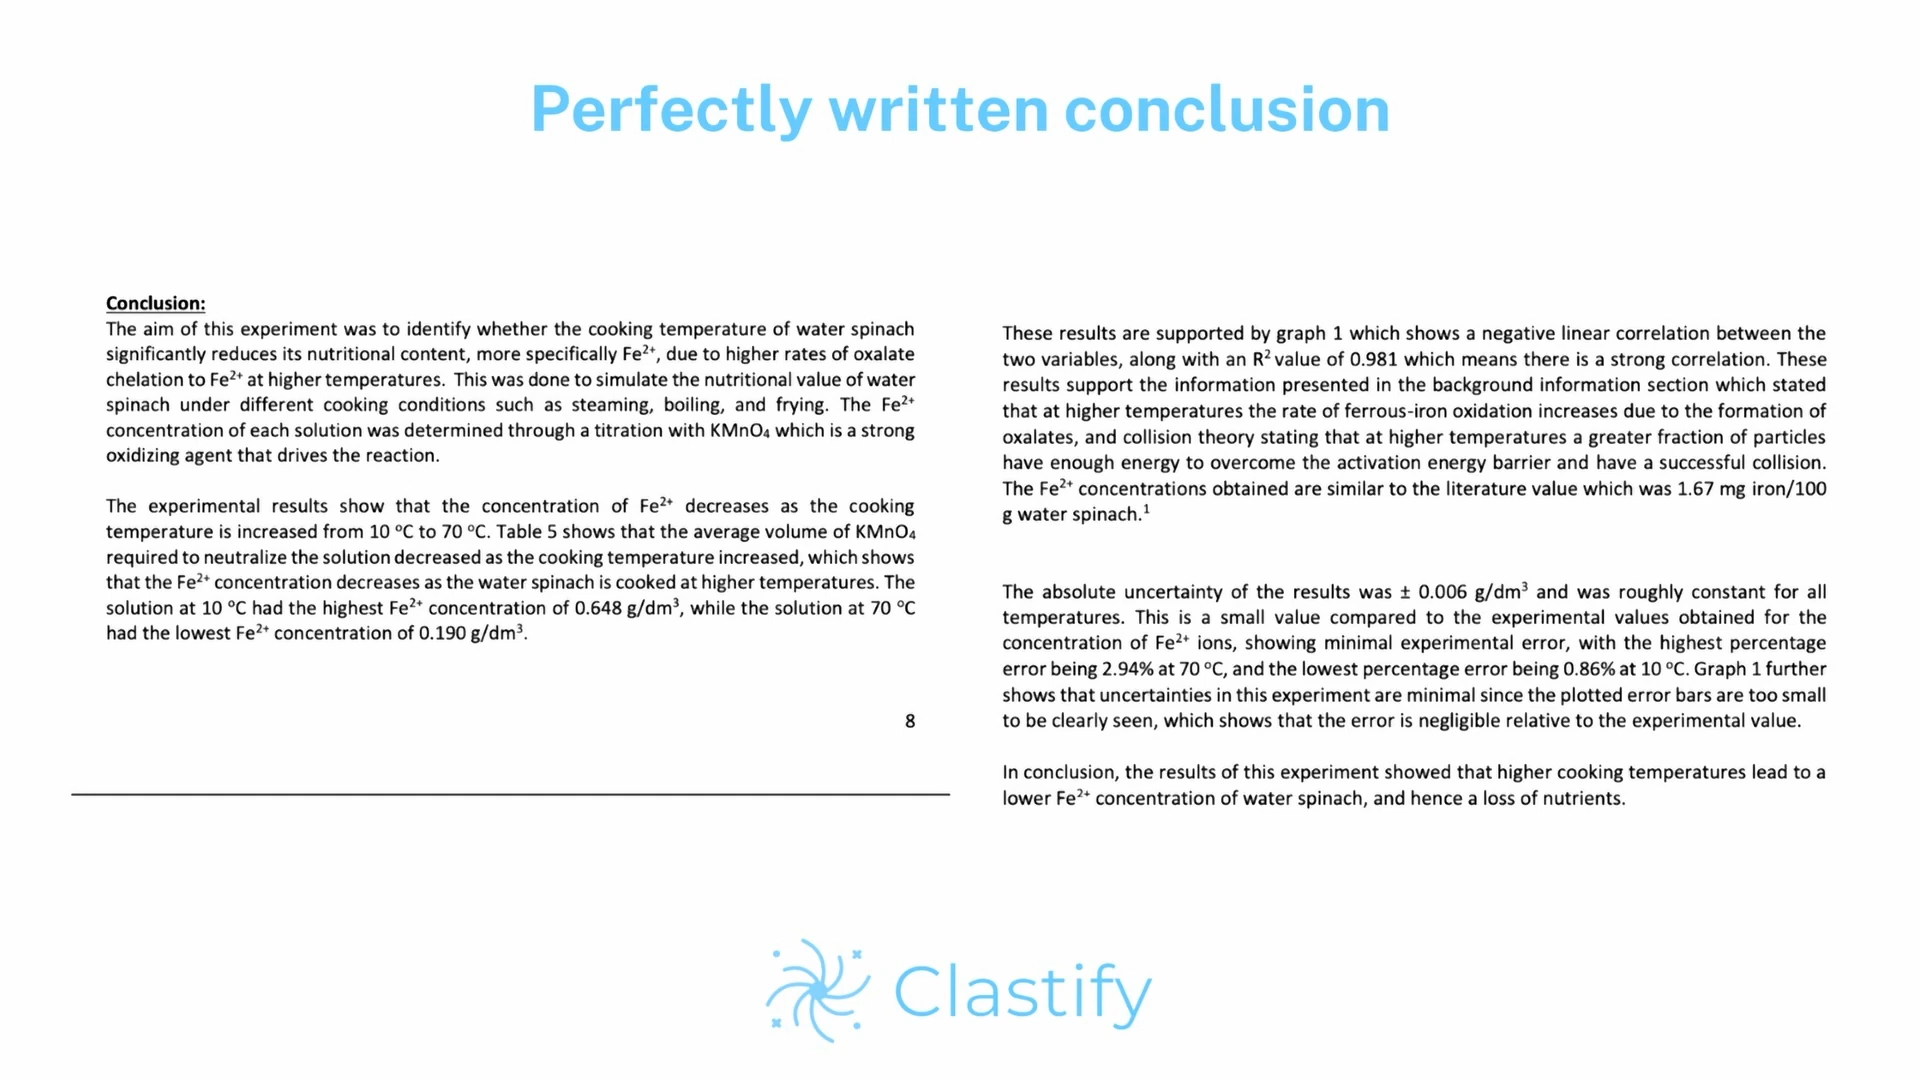 Perfectly written conclusion
Conclusion:
The aim of this experiment was to identify whether the cooking temperature of water spinach
significantly reduces its nutritional content, more specifically Fe²⁺, due to higher rates of oxalate
chelation to Fe²⁺ at higher temperatures. This was done to simulate the nutritional value of water
spinach under different cooking conditions such as steaming, boiling, and frying. The Fe²⁺
concentration of each solution was determined through a titration with KMnO₄ which is a strong
oxidizing agent that drives the reaction.
The experimental results show that the concentration of Fe²⁺ decreases as the cooking
temperature is increased from 10 ºC to 70 ºC. Table 5 shows that the average volume of KMnO₄
required to neutralize the solution decreased as the cooking temperature increased, which shows
that the Fe²⁺ concentration decreases as the water spinach is cooked at higher temperatures. The
solution at 10 ºC had the highest Fe²⁺ concentration of 0.648 g/dm³, while the solution at 70 ºC
had the lowest Fe²⁺ concentration of 0.190 g/dm³.
8
These results are supported by graph 1 which shows a negative linear correlation between the
two variables, along with an R² value of 0.981 which means there is a strong correlation. These
results support the information presented in the background information section which stated
that at higher temperatures the rate of ferrous-iron oxidation increases due to the formation of
oxalates, and collision theory stating that at higher temperatures a greater fraction of particles
have enough energy to overcome the activation energy barrier and have a successful collision.
The Fe²⁺ concentrations obtained are similar to the literature value which was 1.67 mg iron/100
g water spinach.¹
The absolute uncertainty of the results was ± 0.006 g/dm³ and was roughly constant for all
temperatures. This is a small value compared to the experimental values obtained for the
concentration of Fe²⁺ ions, showing minimal experimental error, with the highest percentage
error being 2.94% at 70 ºC, and the lowest percentage error being 0.86% at 10 ºC. Graph 1 further
shows that uncertainties in this experiment are minimal since the plotted error bars are too small
to be clearly seen, which shows that the error is negligible relative to the experimental value.
In conclusion, the results of this experiment showed that higher cooking temperatures lead to a
lower Fe²⁺ concentration of water spinach, and hence a loss of nutrients.
Clastify